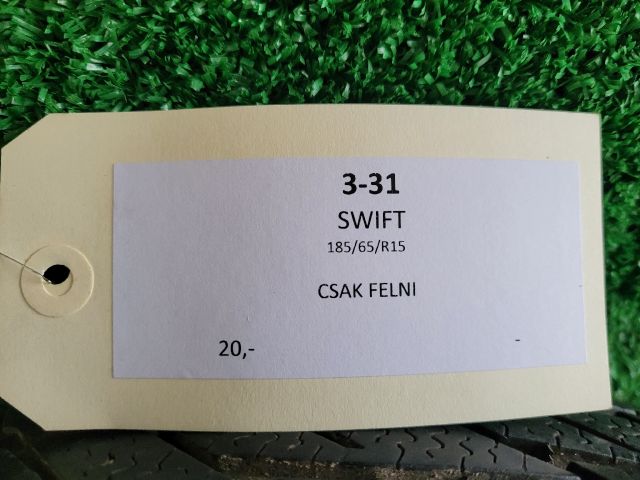 3-31
SWIFT
185/65/R15
CSAK FELNI
20,- -